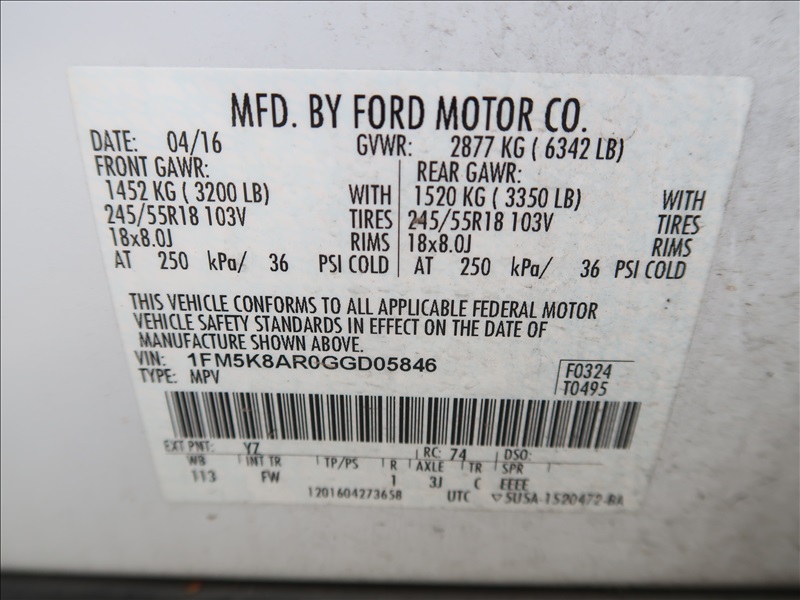 MFD. BY FORD MOTOR CO.
DATE: 04/16 GVWR: 2877 KG ( 6342 LB)
FRONT GAWR: REAR GAWR:
1452 KG ( 3200 LB) WITH 1520 KG ( 3350 LB) WITH
245/55R18 103V TIRES 245/55R18 103V TIRES
18x8.0J RIMS 18x8.0J RIMS
AT 250 kPa/ 36 PSI COLD AT 250 kPa/ 36 PSI COLD
THIS VEHICLE CONFORMS TO ALL APPLICABLE FEDERAL MOTOR
VEHICLE SAFETY STANDARDS IN EFFECT ON THE DATE OF
MANUFACTURE SHOWN ABOVE.
VIN: 1FM5K8AR0GGD05846 F0324
TYPE: MPV T0495
EXT PNT: YZ RC: 74 DSO:
WB INT TR TP/PS R AXLE TR SPR
113 FW 1 3J C EEEE
1201604273658 UTC ▽5USA-1520472-BA